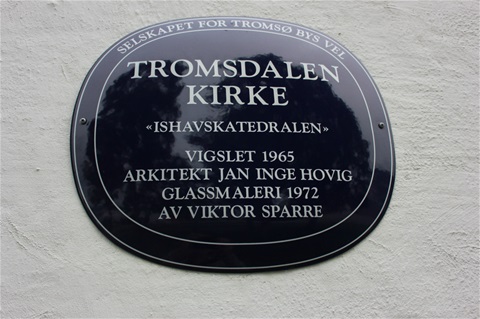 SELSKAPET FOR TROMSØ BYS VEL
TROMSDALEN
KIRKE
«ISHAVSKATEDRALEN»
VIGSLET 1965
ARKITEKT JAN INGE HOVIG
GLASSMALERI 1972
AV VIKTOR SPARRE